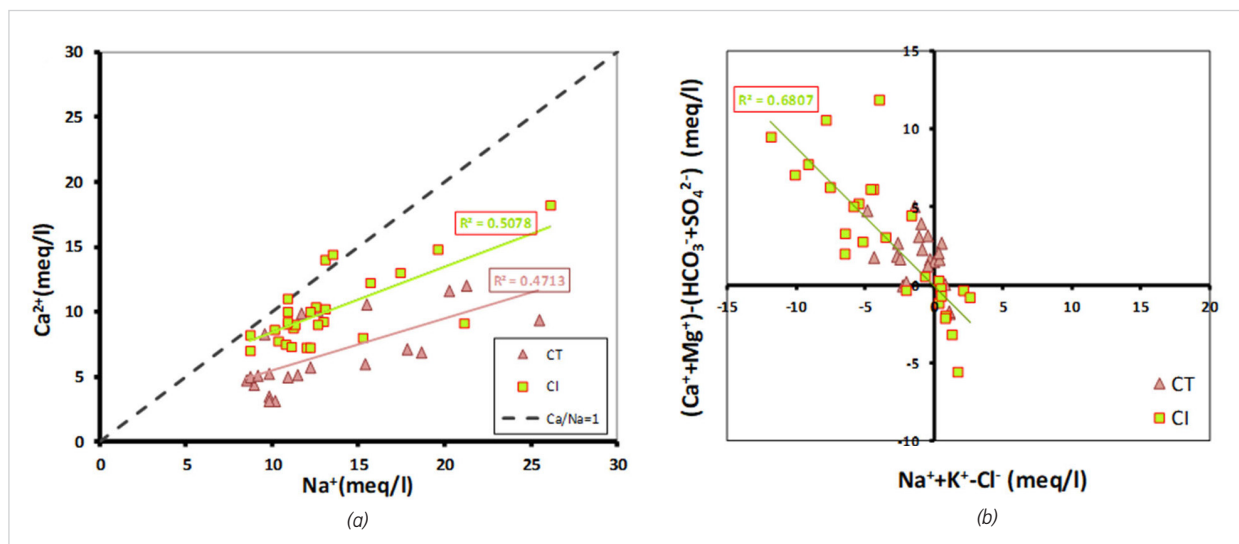 30
25
20
15
10
5
0
Ca²⁺(meq/l)
R² = 0.5078
R² = 0.4713
CT
CI
Ca/Na=1
0 5 10 15 20 25 30
Na⁺(meq/l)
(a)
15
10
5
0
-5
-10
(Ca⁺+Mg⁺)-(HCO₃⁻+SO₄²⁻) (meq/l)
R² = 0.6807
-15 -10 -5 0 5 10 15 20
CT
CI
Na⁺+K⁺-Cl⁻ (meq/l)
(b)